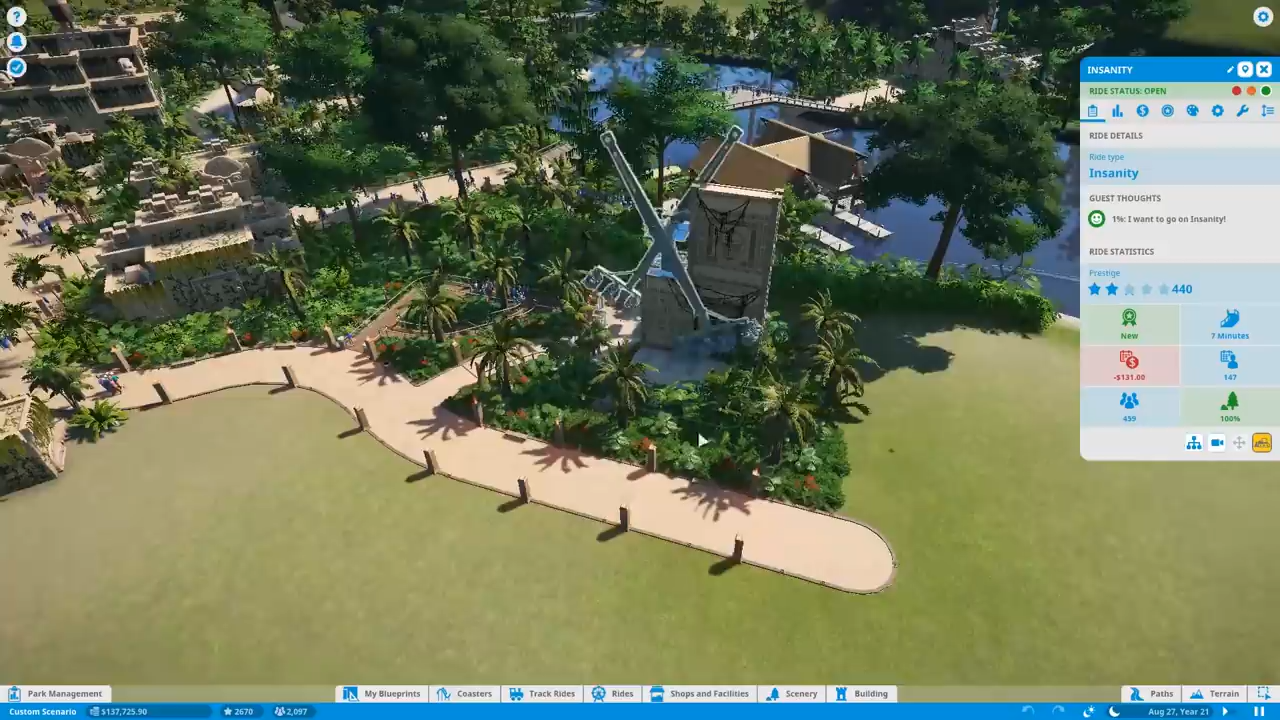 INSANITY
RIDE STATUS: OPEN
RIDE DETAILS
Ride type
Insanity
GUEST THOUGHTS
1%: I want to go on Insanity!
RIDE STATISTICS
Prestige
440
New
7 Minutes
-$131.00
147
459
100%
Park Management
My Blueprints
Coasters
Track Rides
Rides
Shops and Facilities
Scenery
Building
Paths
Terrain
Custom Scenario
$137,725.90
2670
2,097
Aug 27, Year 21